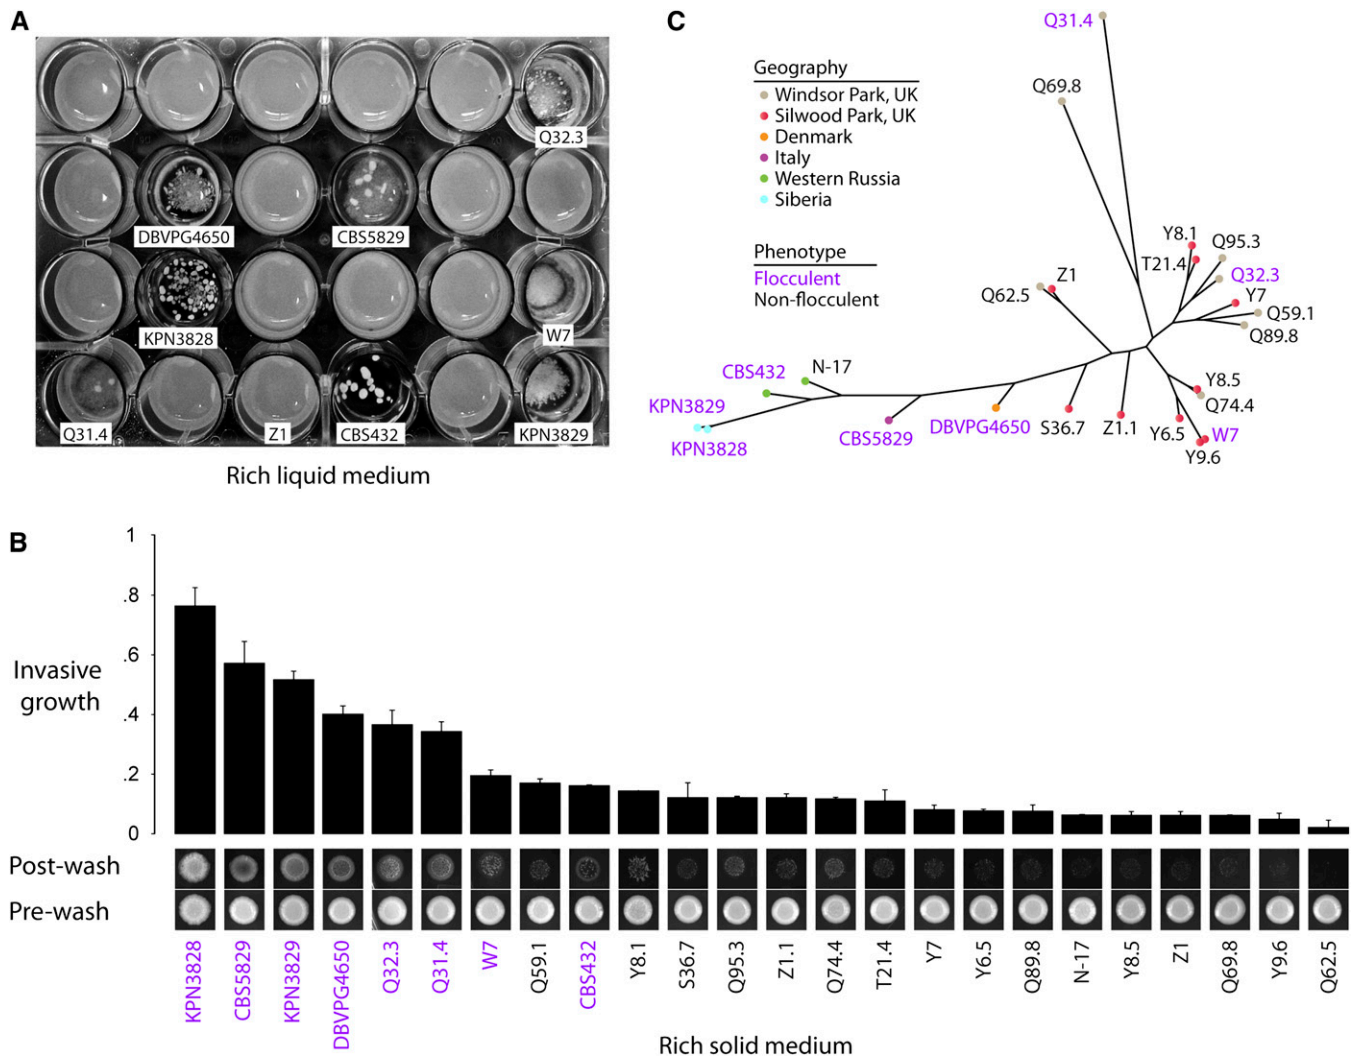 A
Q32.3
DBVPG4650
CBS5829
KPN3828
W7
Q31.4
Z1
CBS432
KPN3829
Rich liquid medium
C
Geography
Windsor Park, UK
Silwood Park, UK
Denmark
Italy
Western Russia
Siberia
Phenotype
Flocculent
Non-flocculent
Q31.4
Q69.8
Y8.1
Q95.3
T21.4
Q32.3
Z1
Y7
Q62.5
Q59.1
Q89.8
CBS432
N-17
Y8.5
KPN3829
Q74.4
CBS5829
DBVPG4650
S36.7
Z1.1
Y6.5
W7
KPN3828
Y9.6
B
1
.8
.6
.4
.2
0
Invasive
growth
Post-wash
Pre-wash
KPN3828
CBS5829
KPN3829
DBVPG4650
Q32.3
Q31.4
W7
Q59.1
CBS432
Y8.1
S36.7
Q95.3
Z1.1
Q74.4
T21.4
Y7
Y6.5
Q89.8
N-17
Y8.5
Z1
Q69.8
Y9.6
Q62.5
Rich solid medium